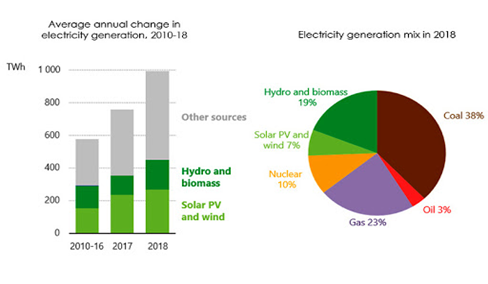 Average annual change in
electricity generation, 2010-18
TWh
1 000
800
600
400
200
0
2010-16 2017 2018
Other sources
Hydro and
biomass
Solar PV
and wind
Electricity generation mix in 2018
Hydro and biomass
19%
Coal 38%
Solar PV and
wind 7%
Nuclear
10%
Gas 23%
Oil 3%